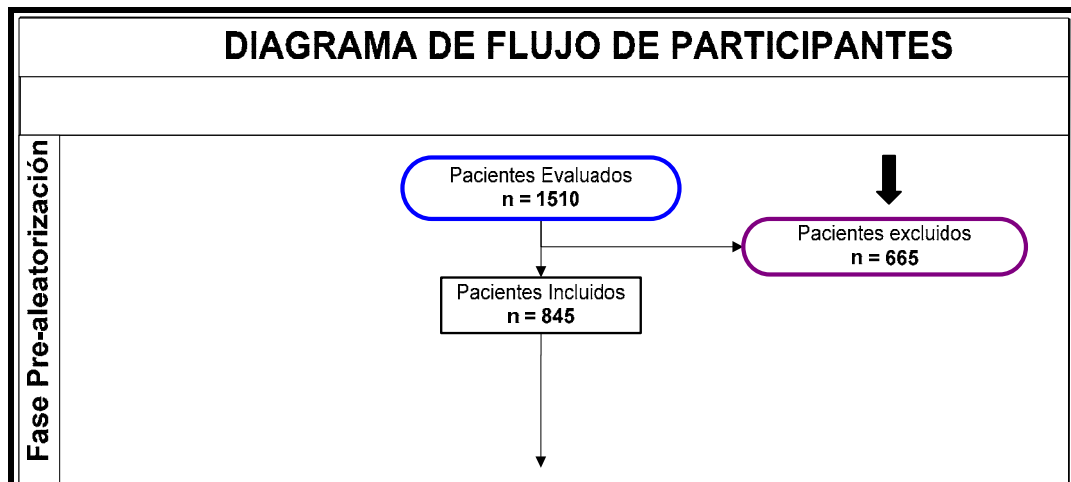 DIAGRAMA DE FLUJO DE PARTICIPANTES
Fase Pre-aleatorización
Pacientes Evaluados
n = 1510
Pacientes excluidos
n = 665
Pacientes Incluidos
n = 845